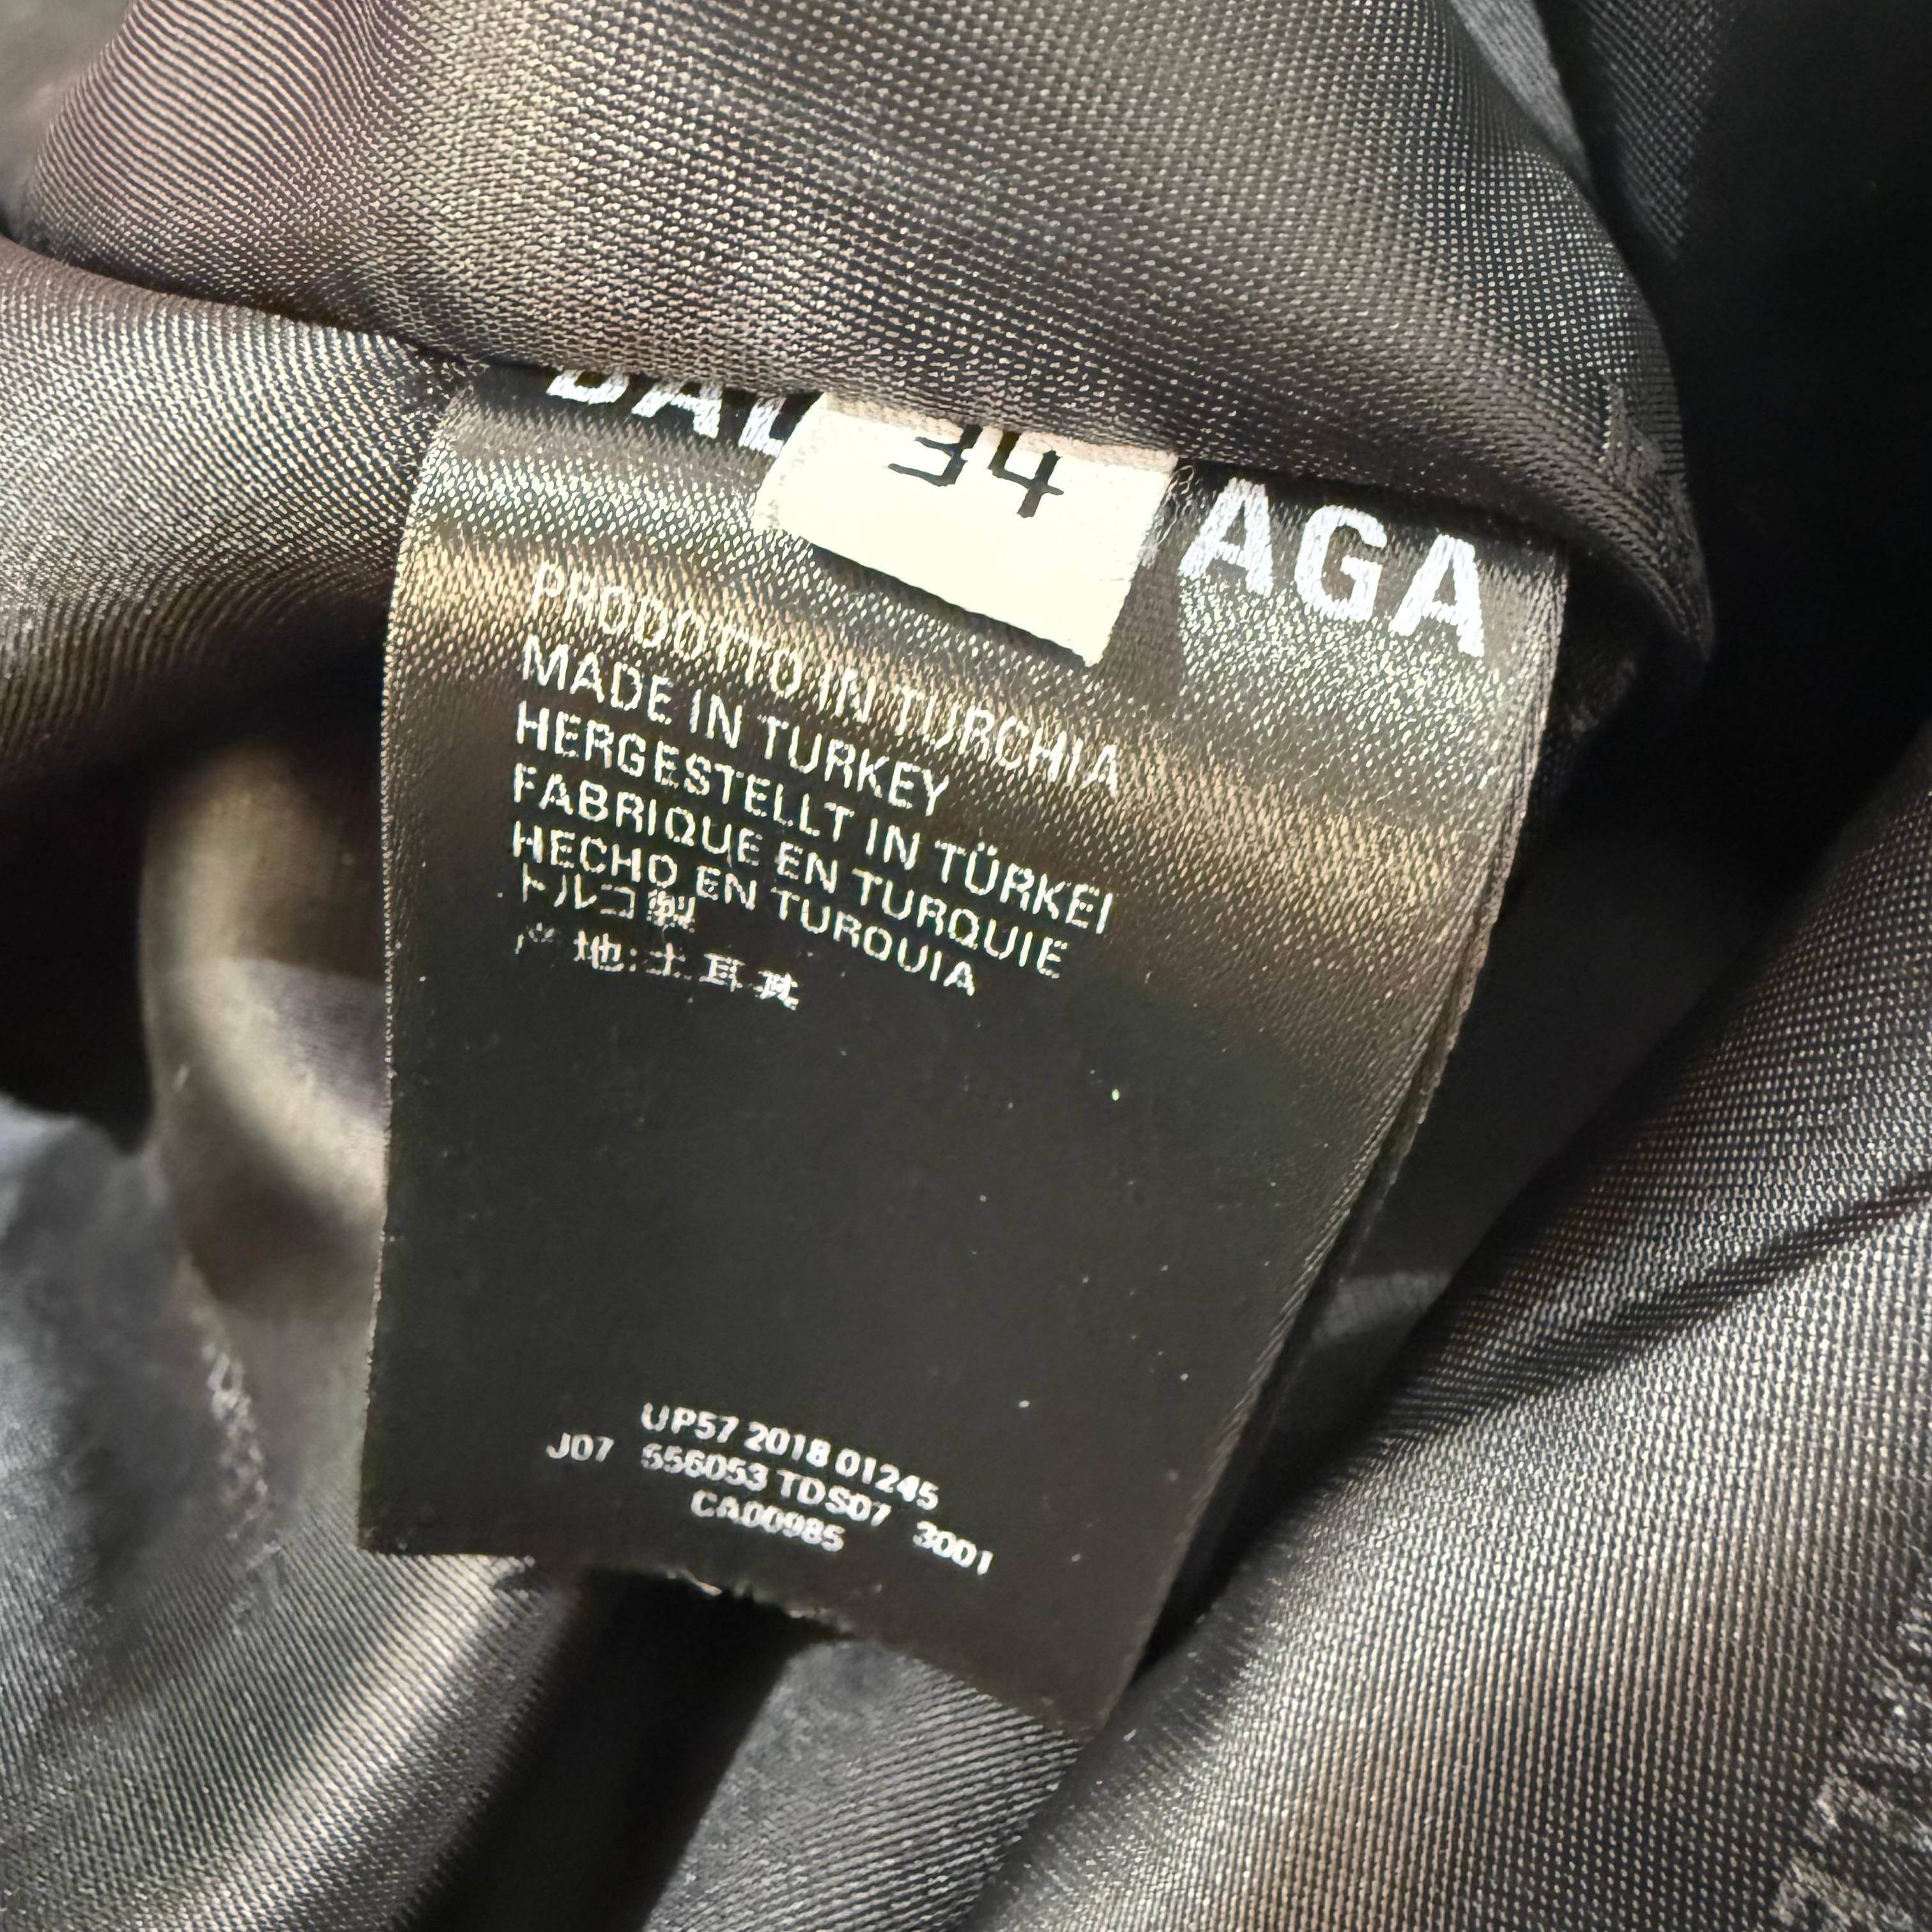 BAL 34 AGA
PRODOTTO IN TURCHIA
MADE IN TURKEY
HERGESTELLT IN TÜRKEI
FABRIQUE EN TURQUIE
HECHO EN TURQUIA
トルコ製
产地:土耳其
UP57 2018 01245
J07 556053 TDS07 3001
CA00985